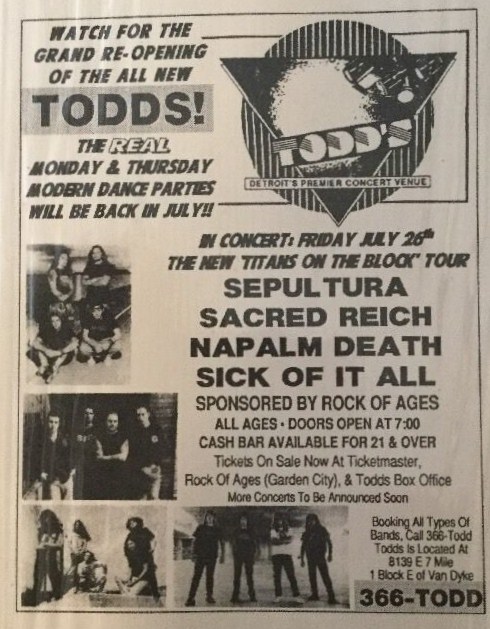 WATCH FOR THE
GRAND RE-OPENING
OF THE ALL NEW
TODDS!
THE REAL
MONDAY & THURSDAY
MODERN DANCE PARTIES
WILL BE BACK IN JULY!!
TODD'S
DETROIT'S PREMIER CONCERT VENUE
IN CONCERT: FRIDAY JULY 26th
THE NEW 'TITANS ON THE BLOCK' TOUR
SEPULTURA
SACRED REICH
NAPALM DEATH
SICK OF IT ALL
SPONSORED BY ROCK OF AGES
ALL AGES • DOORS OPEN AT 7:00
CASH BAR AVAILABLE FOR 21 & OVER
Tickets On Sale Now At Ticketmaster,
Rock Of Ages (Garden City), & Todds Box Office
More Concerts To Be Announced Soon
Booking All Types Of
Bands, Call 366-Todd
Todds Is Located At
8139 E 7 Mile
1 Block E of Van Dyke
366-TODD